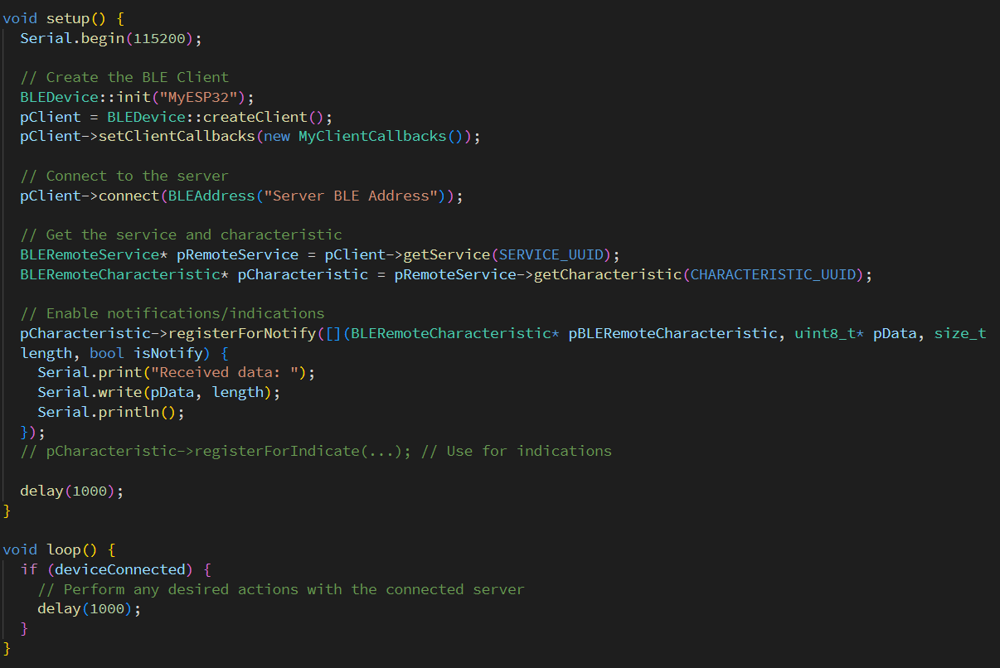 void setup() {
  Serial.begin(115200);

  // Create the BLE Client
  BLEDevice::init("MyESP32");
  pClient = BLEDevice::createClient();
  pClient->setClientCallbacks(new MyClientCallbacks());

  // Connect to the server
  pClient->connect(BLEAddress("Server BLE Address"));

  // Get the service and characteristic
  BLERemoteService* pRemoteService = pClient->getService(SERVICE_UUID);
  BLERemoteCharacteristic* pCharacteristic = pRemoteService->getCharacteristic(CHARACTERISTIC_UUID);

  // Enable notifications/indications
  pCharacteristic->registerForNotify([](BLERemoteCharacteristic* pBLERemoteCharacteristic, uint8_t* pData, size_t
  length, bool isNotify) {
    Serial.print("Received data: ");
    Serial.write(pData, length);
    Serial.println();
  });
  // pCharacteristic->registerForIndicate(...); // Use for indications

  delay(1000);
}

void loop() {
  if (deviceConnected) {
    // Perform any desired actions with the connected server
    delay(1000);
  }
}